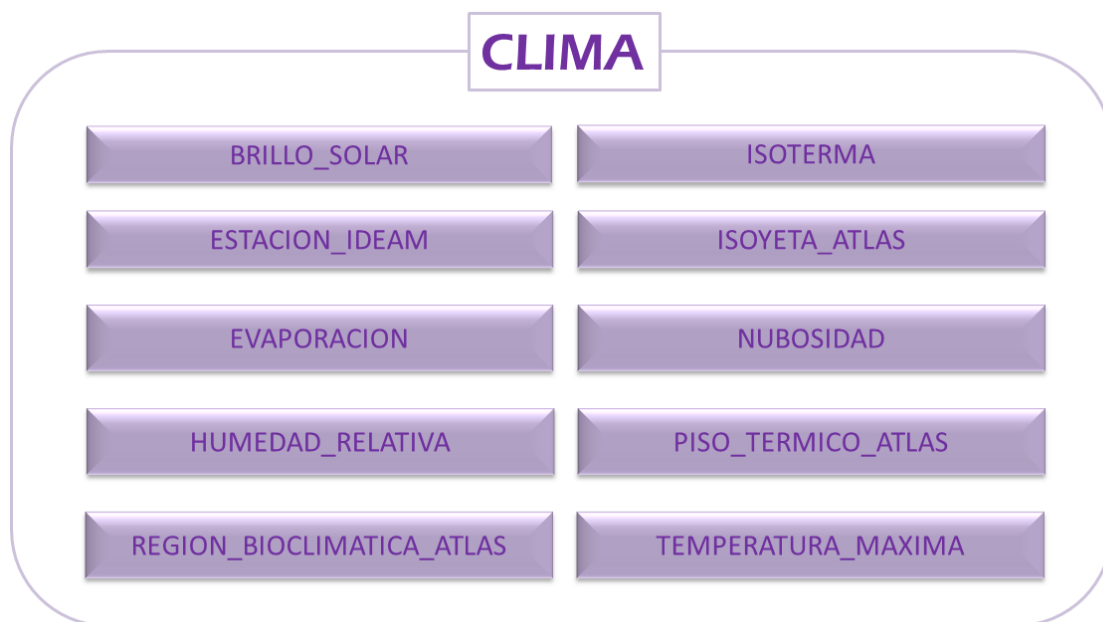 CLIMA
BRILLO_SOLAR
ISOTERMA
ESTACION_IDEAM
ISOYETA_ATLAS
EVAPORACION
NUBOSIDAD
HUMEDAD_RELATIVA
PISO_TERMICO_ATLAS
REGION_BIOCLIMATICA_ATLAS
TEMPERATURA_MAXIMA